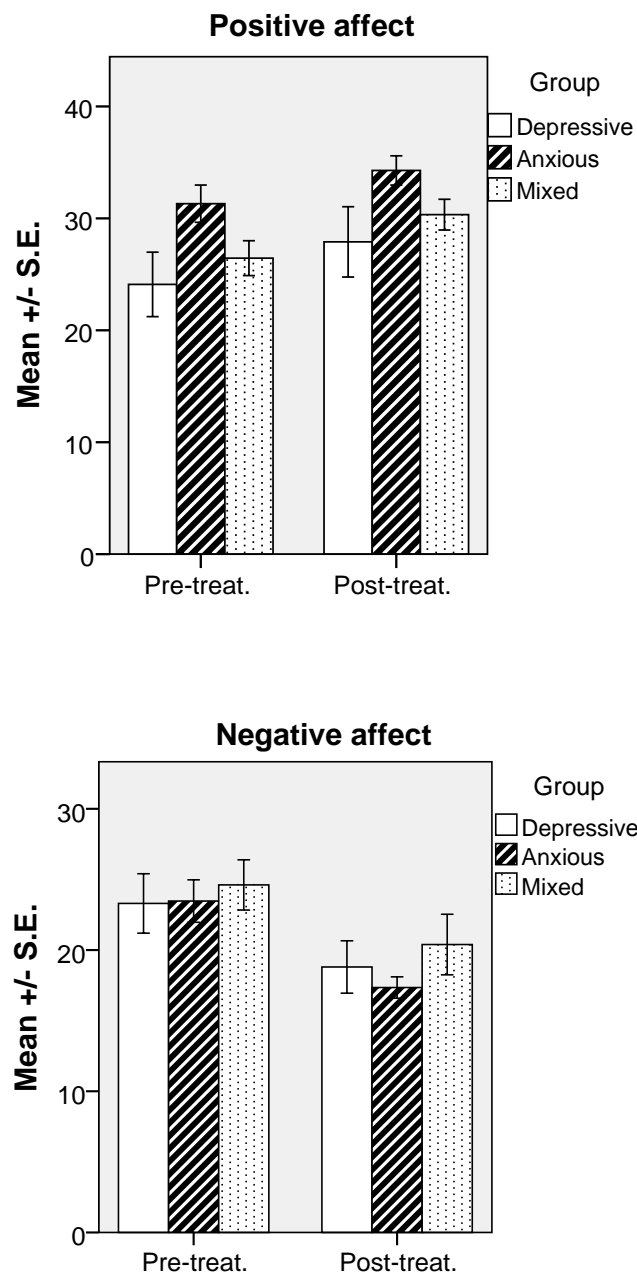 Positive affect
Group
Depressive
Anxious
Mixed
Mean +/- S.E.
40
30
20
10
0
Pre-treat.
Post-treat.
Negative affect
Group
Depressive
Anxious
Mixed
Mean +/- S.E.
30
20
10
0
Pre-treat.
Post-treat.